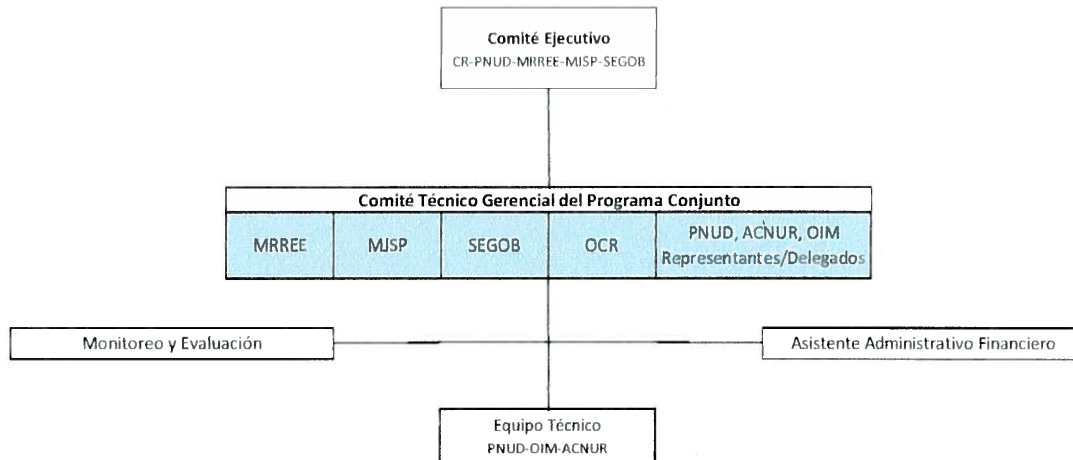 Comité Ejecutivo
CR-PNUD-MRREE-MJSP-SEGOB
Comité Técnico Gerencial del Programa Conjunto
MRREE
MJSP
SEGOB
OCR
PNUD, ACNUR, OIM
Representantes/Delegados
Monitoreo y Evaluación
Asistente Administrativo Financiero
Equipo Técnico
PNUD-OIM-ACNUR